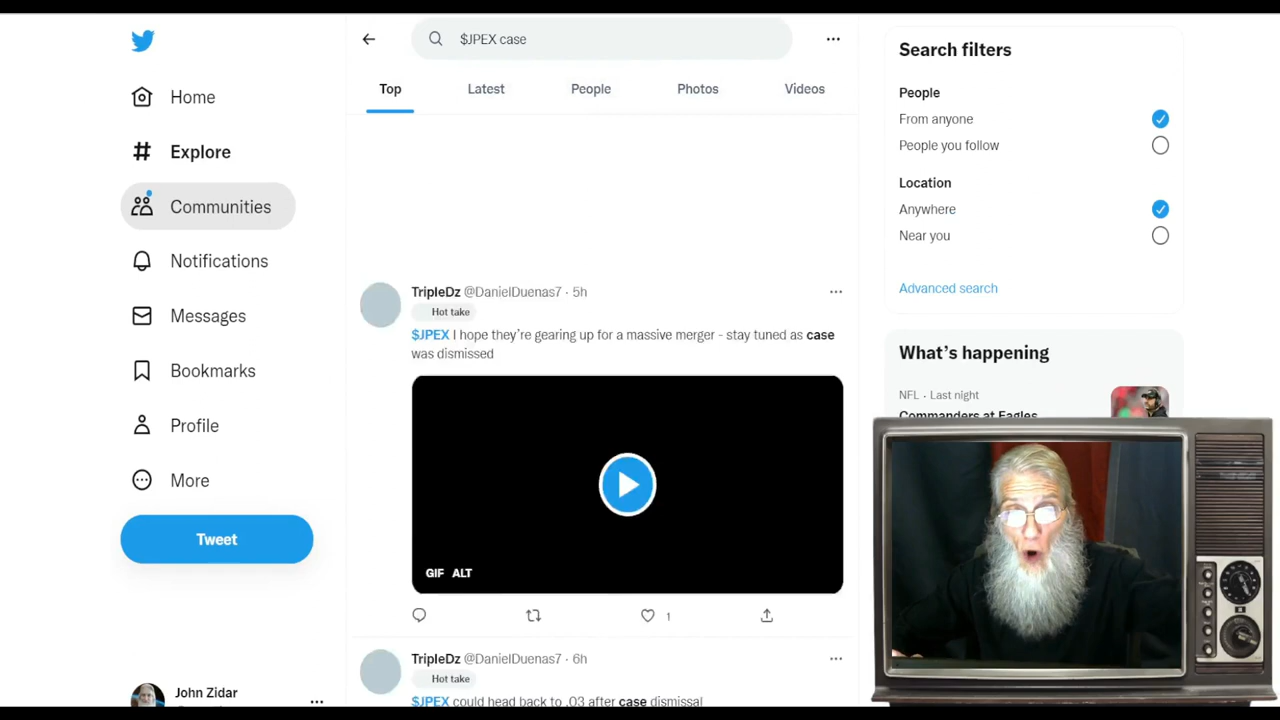 $JPEX case
Top
Latest
People
Photos
Videos
Home
Explore
Communities
Notifications
Messages
Bookmarks
Profile
More
Tweet
John Zidar
TripleDz @DanielDuenas7 · 5h
Hot take
$JPEX I hope they're gearing up for a massive merger - stay tuned as case
was dismissed
GIF ALT
1
TripleDz @DanielDuenas7 · 6h
Hot take
$JPEX could head back to .03 after case dismissal
Search filters
People
From anyone
People you follow
Location
Anywhere
Near you
Advanced search
What's happening
NFL · Last night
Commanders at Eagles